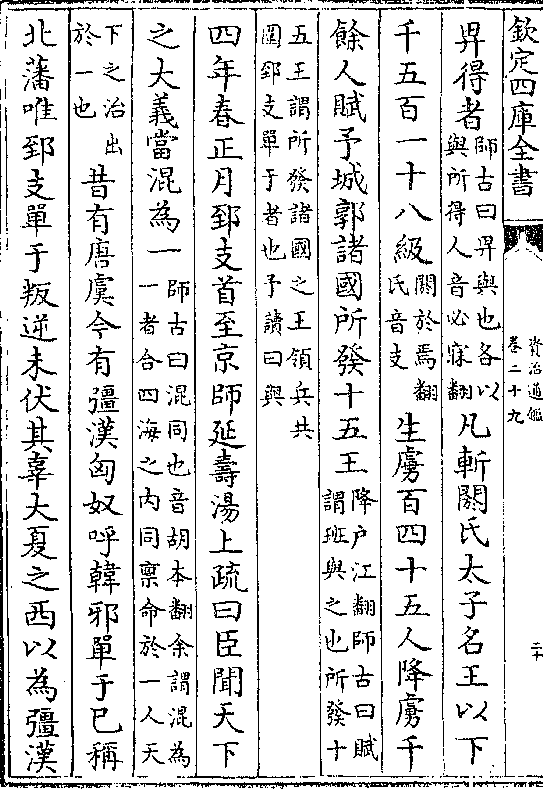 欽定四庫全書
資治通鑑
卷二十九
二十
畀得者師古曰畀與也各以
與所得人音必寐翻凡斬閼氏太子名王以下
千五百一十八級閼於焉翻
氏音支生虜百四十五人降虜千
餘人賦予城郭諸國所發十五王降户江翻師古曰賦
謂班與之也所發十
五王謂所發諸國之王領兵共
圍郅支單于者也予讀曰與
四年春正月郅支首至京師延壽湯上疏曰臣聞天下
之大義當混為一師古曰混同也音胡本翻余謂混為
一者合四海之内同禀命於一人天
下之治出
於一也昔有唐虞今有彊漢匈奴呼韓邪單于已稱
北藩唯郅支單于叛逆未伏其辜大夏之西以為彊漢